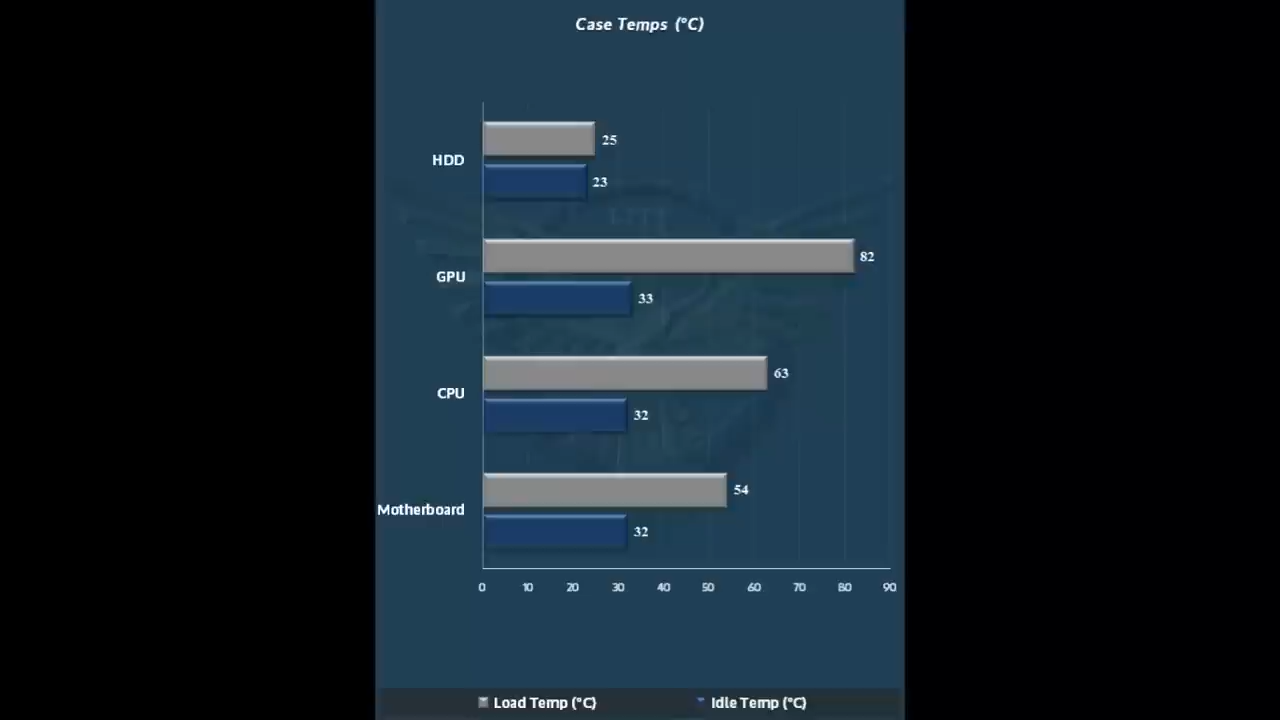 Case Temps (°C)
HDD
25
23
GPU
82
33
CPU
63
32
Motherboard
54
32
0 10 20 30 40 50 60 70 80 90
Load Temp (°C) Idle Temp (°C)